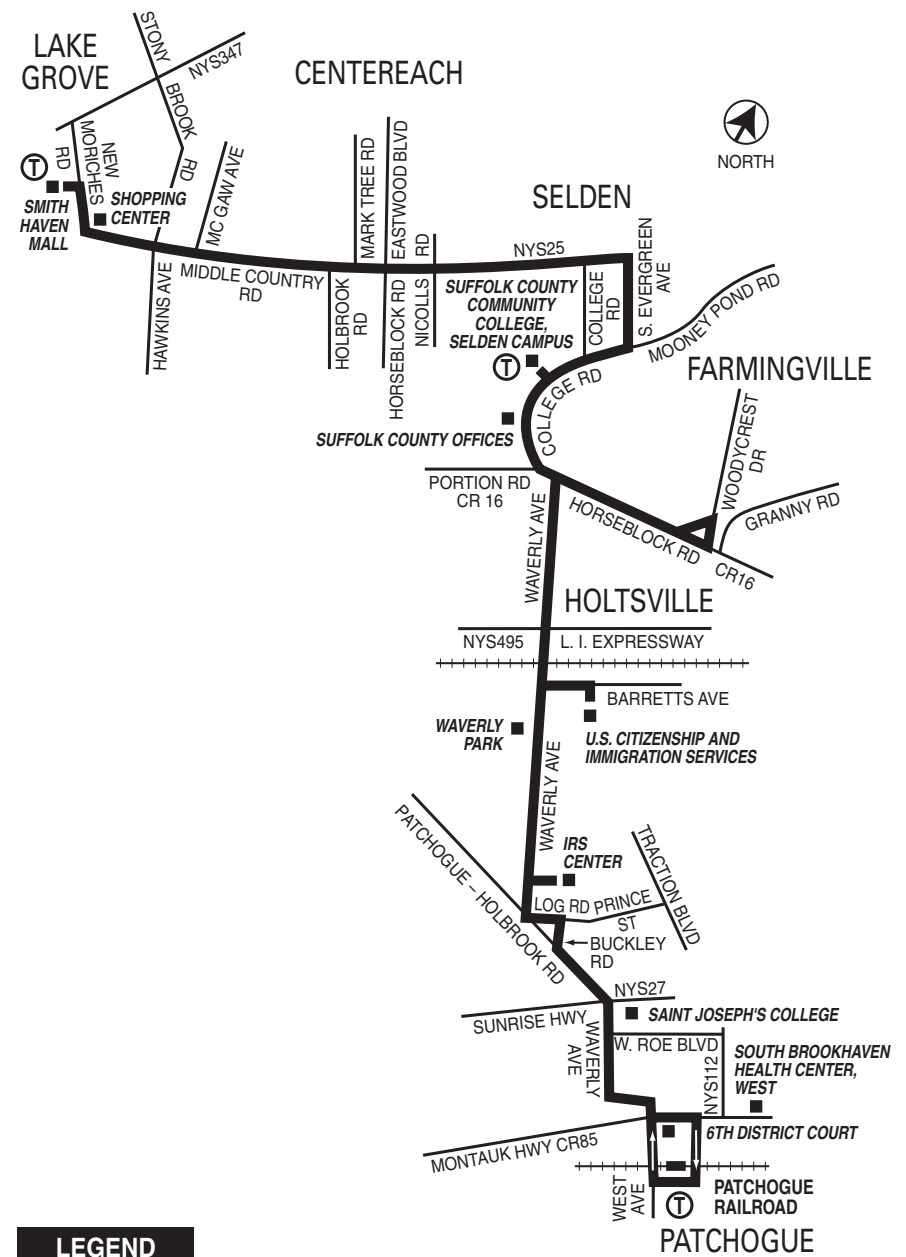 LAKE
GROVE
STONY
BROOK
RD
NYS347
CENTEREACH
NORTH
NEW
MORICHES
RD
T
SMITH
HAVEN
MALL
SHOPPING
CENTER
MC GAW AVE
MARK TREE RD
EASTWOOD BLVD
SELDEN
NYS25
S. EVERGREEN
AVE
MIDDLE COUNTRY
RD
HAWKINS AVE
HOLBROOK
RD
HORSEBLOCK RD
NICOLLS
RD
SUFFOLK COUNTY
COMMUNITY
COLLEGE,
SELDEN CAMPUS
COLLEGE
RD
MOONEY POND RD
T
COLLEGE RD
FARMINGVILLE
SUFFOLK COUNTY OFFICES
WOODYCREST
DR
PORTION RD
CR 16
HORSEBLOCK RD
GRANNY RD
CR16
WAVERLY AVE
HOLTSVILLE
NYS495
L. I. EXPRESSWAY
BARRETTS AVE
WAVERLY
PARK
U.S. CITIZENSHIP AND
IMMIGRATION SERVICES
WAVERLY AVE
PATCHOGUE – HOLBROOK RD
IRS
CENTER
TRACTION BLVD
LOG RD
PRINCE
ST
BUCKLEY
RD
NYS27
SUNRISE HWY
SAINT JOSEPH'S COLLEGE
WAVERLY
AVE
W. ROE BLVD
NYS112
SOUTH BROOKHAVEN
HEALTH CENTER,
WEST
6TH DISTRICT COURT
MONTAUK HWY CR85
WEST
AVE
T
PATCHOGUE
RAILROAD
PATCHOGUE
LEGEND